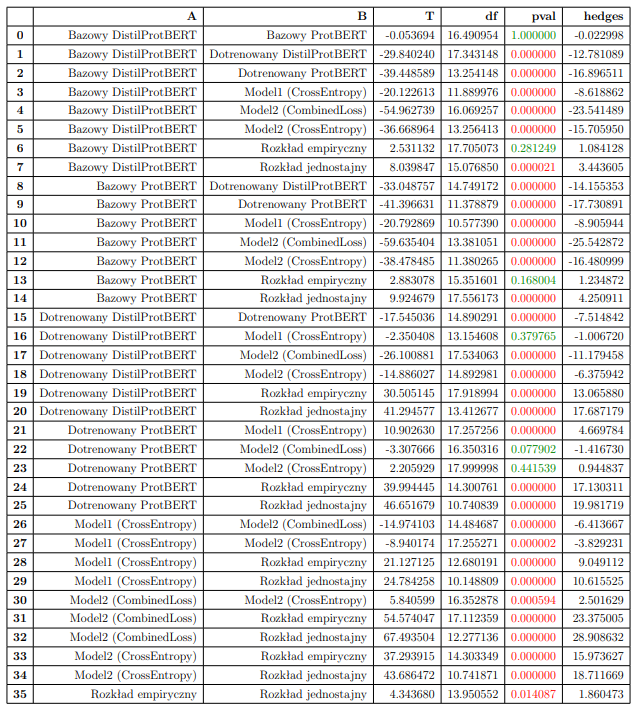 A B T df pval hedges
0 Bazowy DistilProtBERT Bazowy ProtBERT -0.053694 16.490954 1.000000 -0.022998
1 Bazowy DistilProtBERT Dotrenowany DistilProtBERT -29.840240 17.343148 0.000000 -12.781089
2 Bazowy DistilProtBERT Dotrenowany ProtBERT -39.448589 13.254148 0.000000 -16.896511
3 Bazowy DistilProtBERT Model1 (CrossEntropy) -20.122613 11.889976 0.000000 -8.618862
4 Bazowy DistilProtBERT Model2 (CombinedLoss) -54.962739 16.069257 0.000000 -23.541489
5 Bazowy DistilProtBERT Model2 (CrossEntropy) -36.668964 13.256413 0.000000 -15.705950
6 Bazowy DistilProtBERT Rozkład empiryczny 2.531132 17.705073 0.281249 1.084128
7 Bazowy DistilProtBERT Rozkład jednostajny 8.039847 15.076850 0.000021 3.443605
8 Bazowy ProtBERT Dotrenowany DistilProtBERT -33.048757 14.749172 0.000000 -14.155353
9 Bazowy ProtBERT Dotrenowany ProtBERT -41.396631 11.378879 0.000000 -17.730891
10 Bazowy ProtBERT Model1 (CrossEntropy) -20.792869 10.577390 0.000000 -8.905944
11 Bazowy ProtBERT Model2 (CombinedLoss) -59.635404 13.381051 0.000000 -25.542872
12 Bazowy ProtBERT Model2 (CrossEntropy) -38.478485 11.380265 0.000000 -16.480999
13 Bazowy ProtBERT Rozkład empiryczny 2.883078 15.351601 0.168004 1.234872
14 Bazowy ProtBERT Rozkład jednostajny 9.924679 17.556173 0.000000 4.250911
15 Dotrenowany DistilProtBERT Dotrenowany ProtBERT -17.545036 14.890291 0.000000 -7.514842
16 Dotrenowany DistilProtBERT Model1 (CrossEntropy) -2.350408 13.154608 0.379765 -1.006720
17 Dotrenowany DistilProtBERT Model2 (CombinedLoss) -26.100881 17.534063 0.000000 -11.179458
18 Dotrenowany DistilProtBERT Model2 (CrossEntropy) -14.886027 14.892981 0.000000 -6.375942
19 Dotrenowany DistilProtBERT Rozkład empiryczny 30.505145 17.918994 0.000000 13.065880
20 Dotrenowany DistilProtBERT Rozkład jednostajny 41.294577 13.412677 0.000000 17.687179
21 Dotrenowany ProtBERT Model1 (CrossEntropy) 10.902630 17.257256 0.000000 4.669784
22 Dotrenowany ProtBERT Model2 (CombinedLoss) -3.307666 16.350316 0.077902 -1.416730
23 Dotrenowany ProtBERT Model2 (CrossEntropy) 2.205929 17.999998 0.441539 0.944837
24 Dotrenowany ProtBERT Rozkład empiryczny 39.994445 14.300761 0.000000 17.130311
25 Dotrenowany ProtBERT Rozkład jednostajny 46.651679 10.740839 0.000000 19.981719
26 Model1 (CrossEntropy) Model2 (CombinedLoss) -14.974103 14.484687 0.000000 -6.413667
27 Model1 (CrossEntropy) Model2 (CrossEntropy) -8.940174 17.255271 0.000002 -3.829231
28 Model1 (CrossEntropy) Rozkład empiryczny 21.127125 12.680191 0.000000 9.049112
29 Model1 (CrossEntropy) Rozkład jednostajny 24.784258 10.148809 0.000000 10.615525
30 Model2 (CombinedLoss) Model2 (CrossEntropy) 5.840599 16.352878 0.000594 2.501629
31 Model2 (CombinedLoss) Rozkład empiryczny 54.574047 17.112359 0.000000 23.375005
32 Model2 (CombinedLoss) Rozkład jednostajny 67.493504 12.277136 0.000000 28.908632
33 Model2 (CrossEntropy) Rozkład empiryczny 37.293915 14.303349 0.000000 15.973627
34 Model2 (CrossEntropy) Rozkład jednostajny 43.686472 10.741871 0.000000 18.711669
35 Rozkład empiryczny Rozkład jednostajny 4.343680 13.950552 0.014087 1.860473